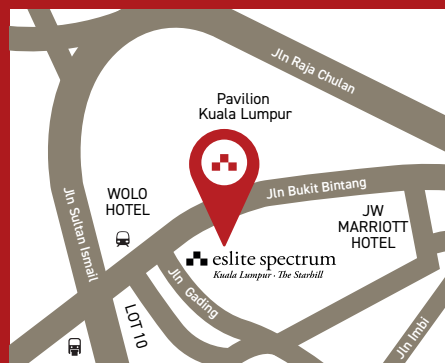 Jln Raja Chulan
Pavilion
Kuala Lumpur
Jln Bukit Bintang
Jln Sultan Ismail
WOLO
HOTEL
JW
MARRIOTT
HOTEL
eslite spectrum
Kuala Lumpur · The Starhill
Jln Gading
LOT 10
Jln Imbi